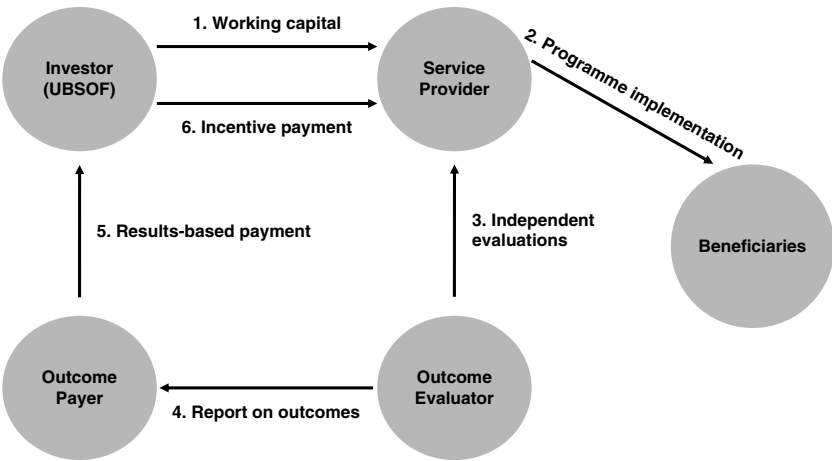 1. Working capital
2. Programme implementation
Investor
(UBSOF)
Service
Provider
6. Incentive payment
5. Results-based payment
3. Independent
evaluations
Beneficiaries
Outcome
Payer
Outcome
Evaluator
4. Report on outcomes